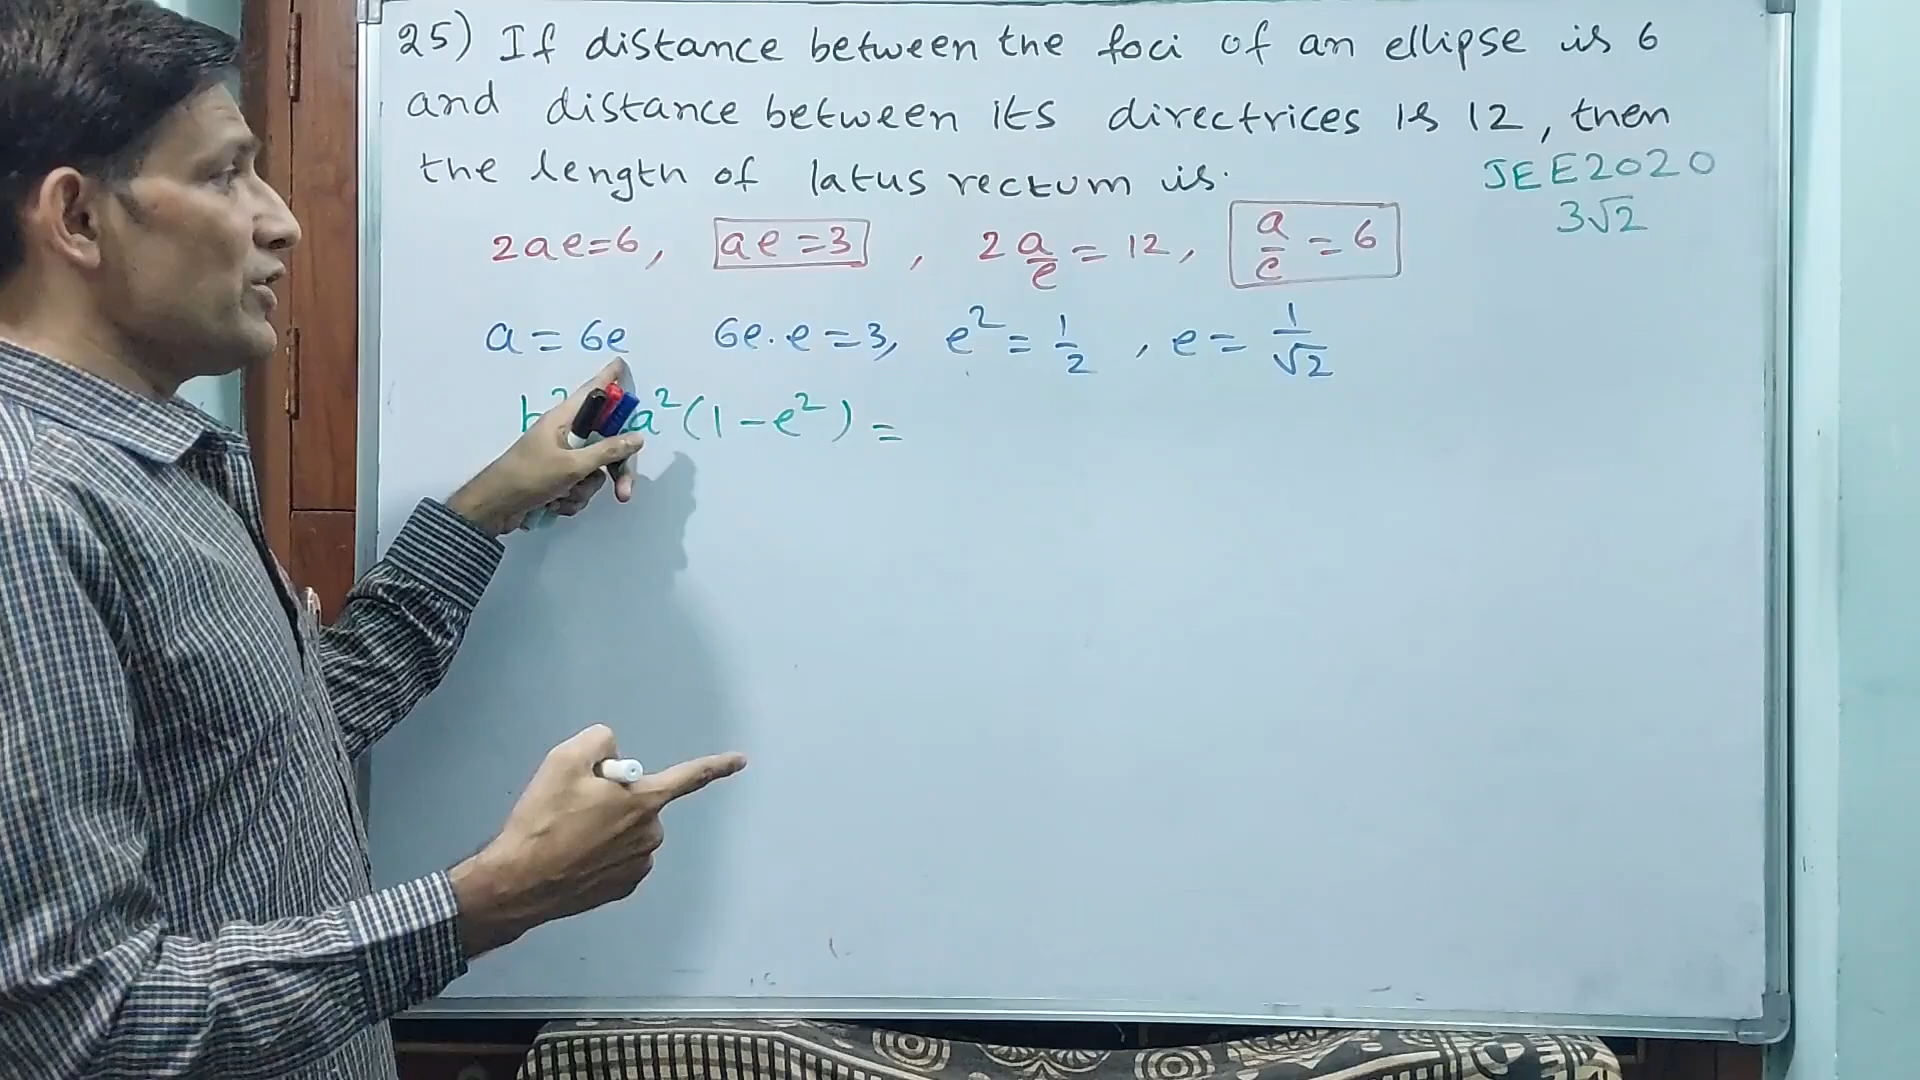 25) If distance between the foci of an ellipse is 6
and distance between its directrices is 12, then
the length of latus rectum is.
JEE2020
3√2
2ae=6, ae=3, 2a/e = 12, a/e = 6
a = 6e 6e.e=3, e² = 1/2, e = 1/√2
a²(1-e²) =